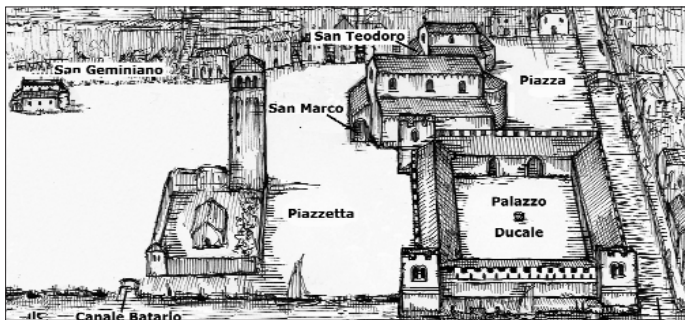 San Teodoro
San Geminiano
Piazza
San Marco
Palazzo
Ducale
Piazzetta
Canale Batario